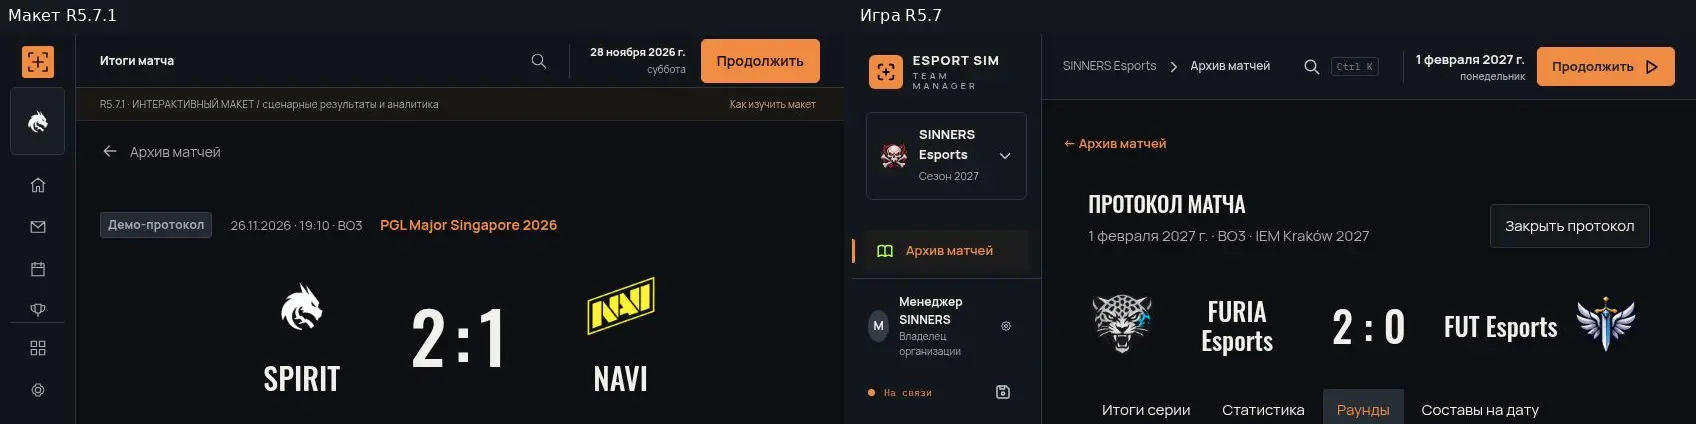 Макет R5.7.1
Итоги матча
28 ноября 2026 г.
суббота
Продолжить
R5.7.1 · ИНТЕРАКТИВНЫЙ МАКЕТ / сценарные результаты и аналитика
Как изучить макет
← Архив матчей
Демо-протокол
26.11.2026 · 19:10 · BO3
PGL Major Singapore 2026
2:1
NAVI
SPIRIT
NAVI
Игра R5.7
ESPORT SIM
TEAM
MANAGER
SINNERS Esports > Архив матчей
Ctrl K
1 февраля 2027 г.
понедельник
Продолжить
SINNERS
Esports
Сезон 2027
Архив матчей
Менеджер
SINNERS
Владелец
организации
М
На связи
← Архив матчей
ПРОТОКОЛ МАТЧА
1 февраля 2027 г. · BO3 · IEM Kraków 2027
Закрыть протокол
FURIA
Esports
2 : 0
FUT Esports
Итоги серии
Статистика
Раунды
Составы на дату